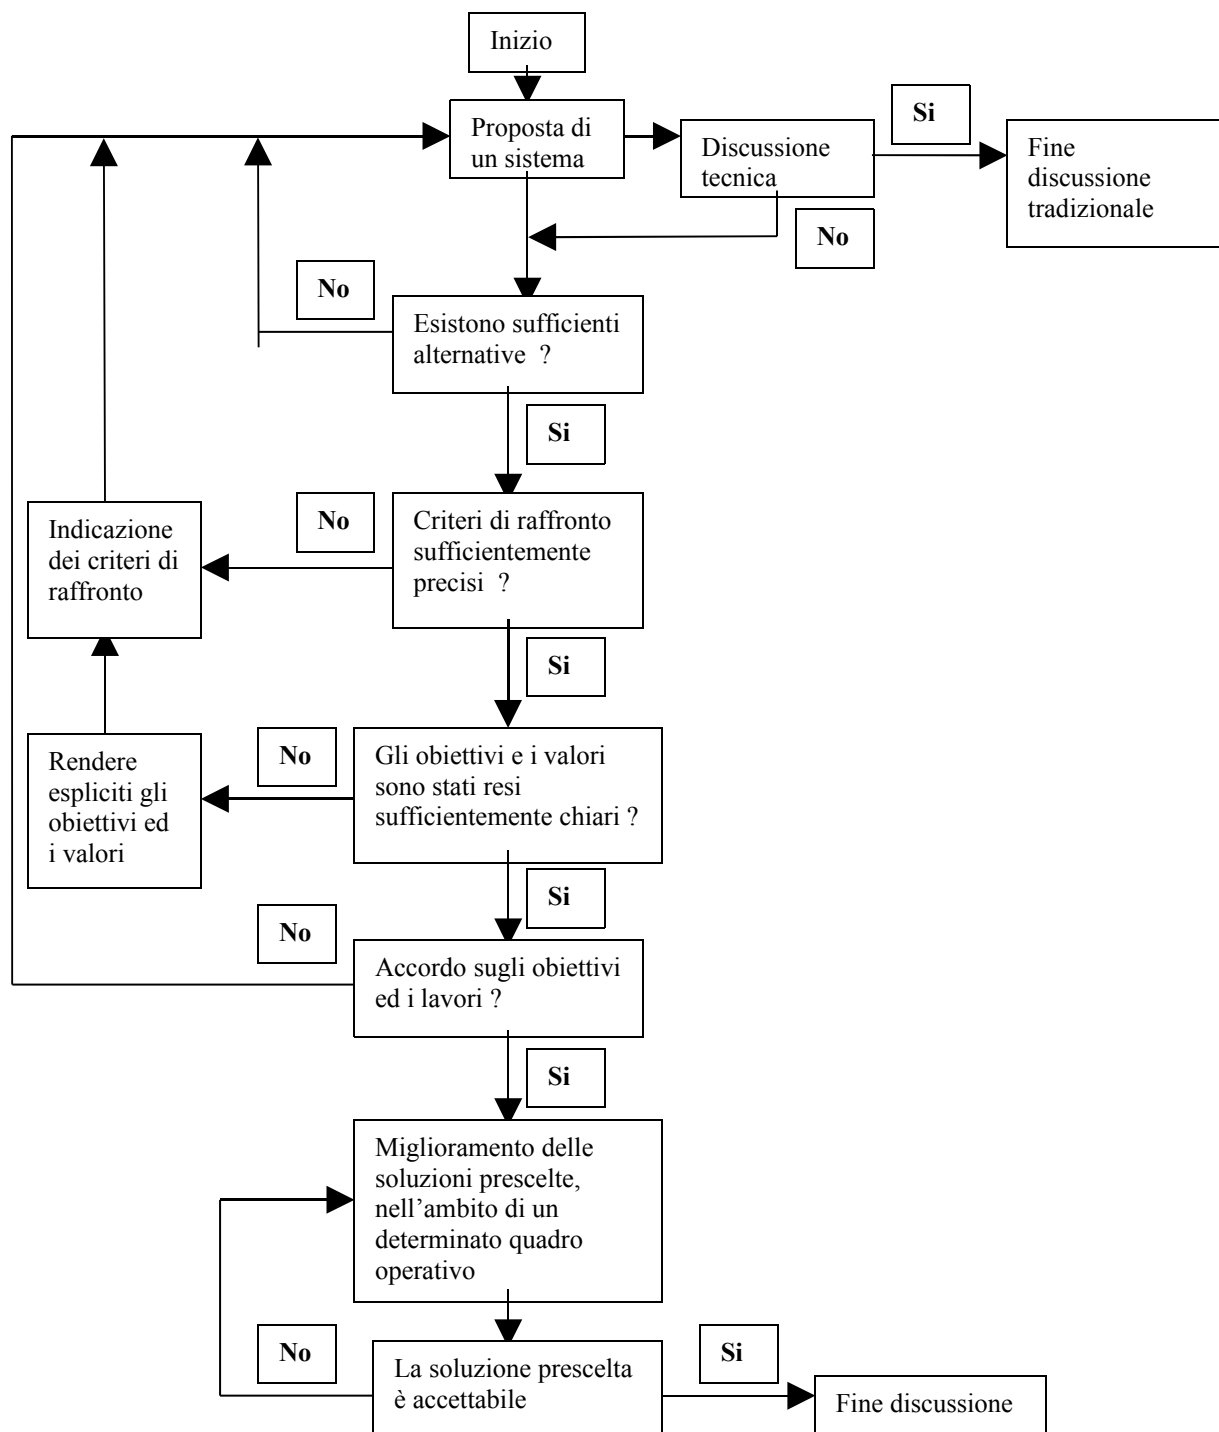 Inizio
Proposta di
un sistema
Discussione
tecnica
Si
Fine
discussione
tradizionale
No
No
Esistono sufficienti
alternative ?
Si
Indicazione
dei criteri di
raffronto
No
Criteri di raffronto
sufficientemente
precisi ?
Si
Rendere
espliciti gli
obiettivi ed
i valori
No
Gli obiettivi e i valori
sono stati resi
sufficientemente chiari ?
Si
No
Accordo sugli obiettivi
ed i lavori ?
Si
Miglioramento delle
soluzioni prescelte,
nell’ambito di un
determinato quadro
operativo
No
La soluzione prescelta
è accettabile
Si
Fine discussione